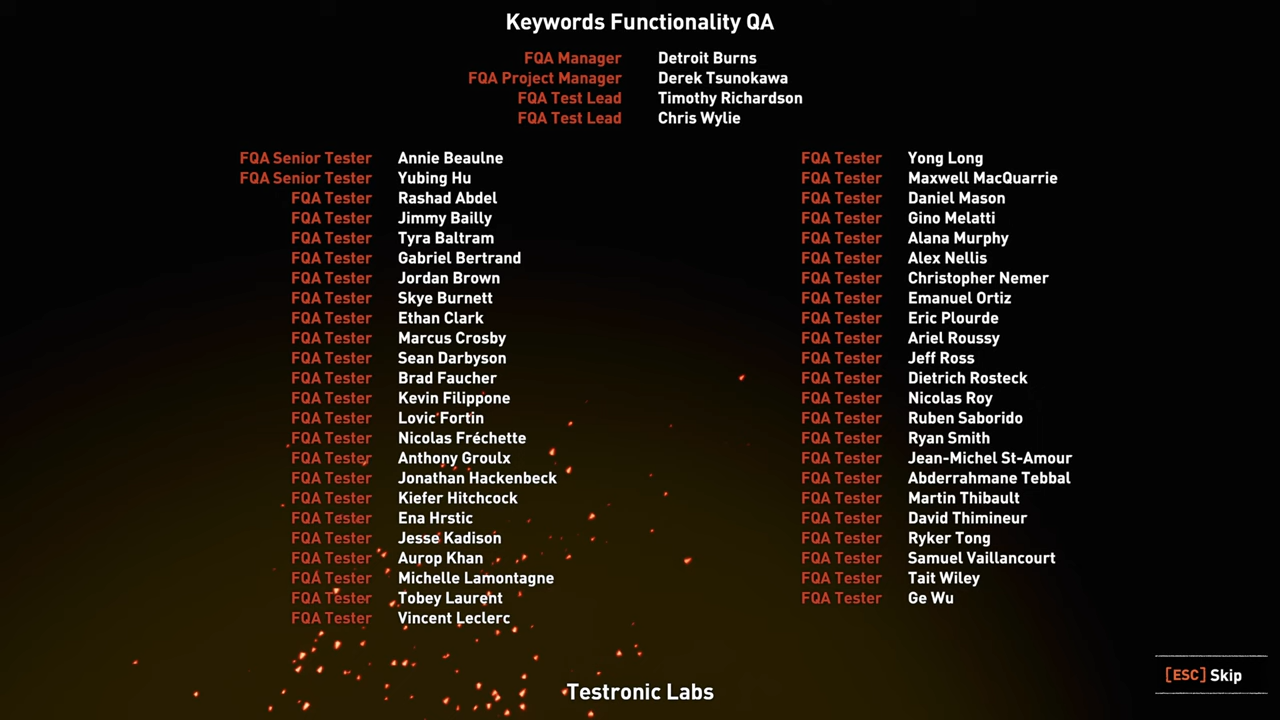 Keywords Functionality QA
FQA Manager Detroit Burns
FQA Project Manager Derek Tsunokawa
FQA Test Lead Timothy Richardson
FQA Test Lead Chris Wylie
FQA Senior Tester Annie Beaulne
FQA Senior Tester Yubing Hu
FQA Tester Rashad Abdel
FQA Tester Jimmy Bailly
FQA Tester Tyra Baltram
FQA Tester Gabriel Bertrand
FQA Tester Jordan Brown
FQA Tester Skye Burnett
FQA Tester Ethan Clark
FQA Tester Marcus Crosby
FQA Tester Sean Darbyson
FQA Tester Brad Faucher
FQA Tester Kevin Filippone
FQA Tester Lovic Fortin
FQA Tester Nicolas Fréchette
FQA Tester Anthony Groulx
FQA Tester Jonathan Hackenbeck
FQA Tester Kiefer Hitchcock
FQA Tester Ena Hrstic
FQA Tester Jesse Kadison
FQA Tester Aurop Khan
FQA Tester Michelle Lamontagne
FQA Tester Tobey Laurent
FQA Tester Vincent Leclerc
FQA Tester Yong Long
FQA Tester Maxwell MacQuarrie
FQA Tester Daniel Mason
FQA Tester Gino Melatti
FQA Tester Alana Murphy
FQA Tester Alex Nellis
FQA Tester Christopher Nemer
FQA Tester Emanuel Ortiz
FQA Tester Eric Plourde
FQA Tester Ariel Roussy
FQA Tester Jeff Ross
FQA Tester Dietrich Rosteck
FQA Tester Nicolas Roy
FQA Tester Ruben Saborido
FQA Tester Ryan Smith
FQA Tester Jean-Michel St-Amour
FQA Tester Abderrahmane Tebbal
FQA Tester Martin Thibault
FQA Tester David Thimineur
FQA Tester Ryker Tong
FQA Tester Samuel Vaillancourt
FQA Tester Tait Wiley
FQA Tester Ge Wu
[ESC] Skip
Testronic Labs